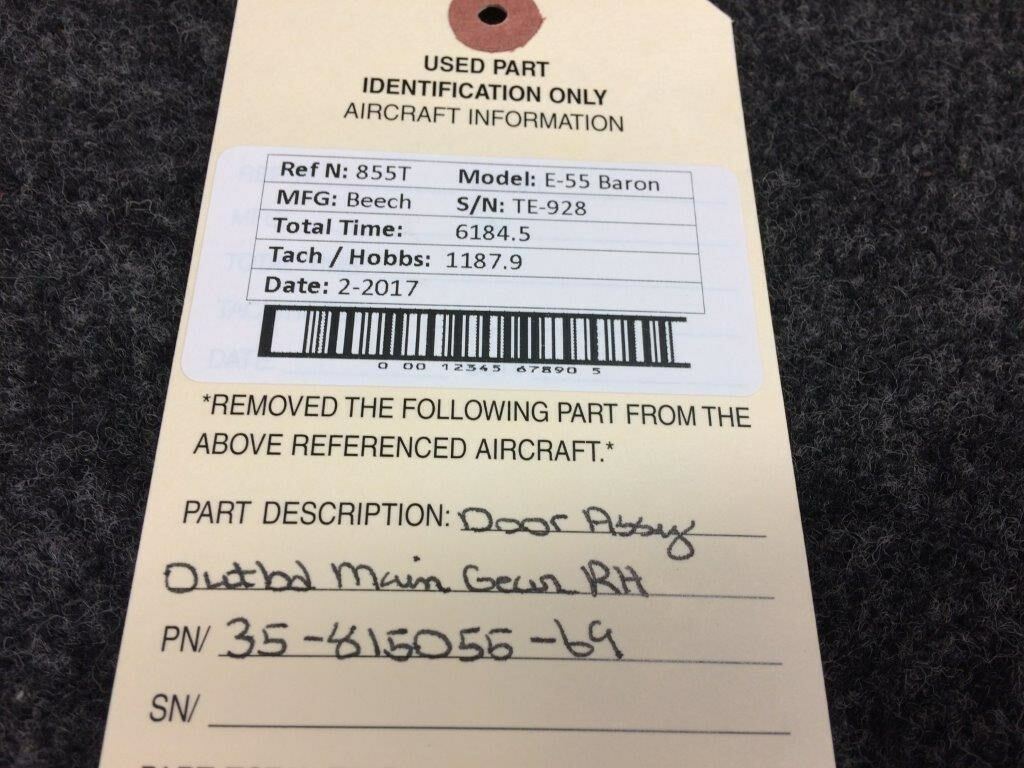 USED PART
IDENTIFICATION ONLY
AIRCRAFT INFORMATION
Ref N: 855T Model: E-55 Baron
MFG: Beech S/N: TE-928
Total Time: 6184.5
Tach / Hobbs: 1187.9
Date: 2-2017
0 00 12345 67890 5
*REMOVED THE FOLLOWING PART FROM THE
ABOVE REFERENCED AIRCRAFT.*
PART DESCRIPTION: Door Assy
Outbd Main Gear RH
PN/ 35-815055-69
SN/